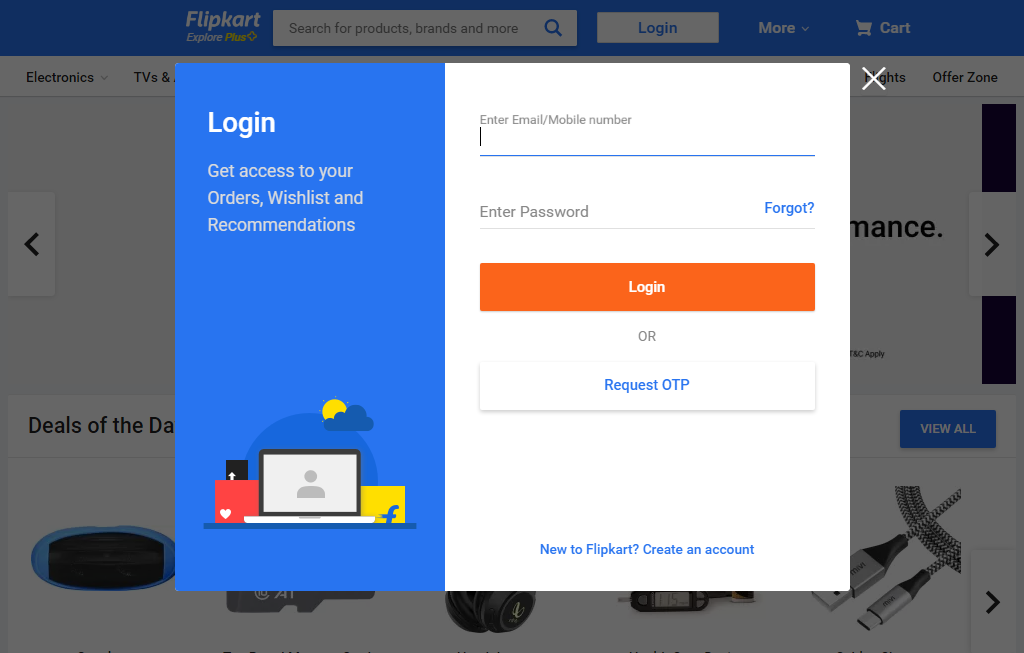 Flipkart
Explore Plus
Search for products, brands and more
Login
More
Cart
Electronics
TVs &
Flights
Offer Zone
Login
Get access to your
Orders, Wishlist and
Recommendations
Enter Email/Mobile number
Enter Password
Forgot?
Login
OR
Request OTP
New to Flipkart? Create an account
mance.
T&C Apply
Deals of the Da
VIEW ALL